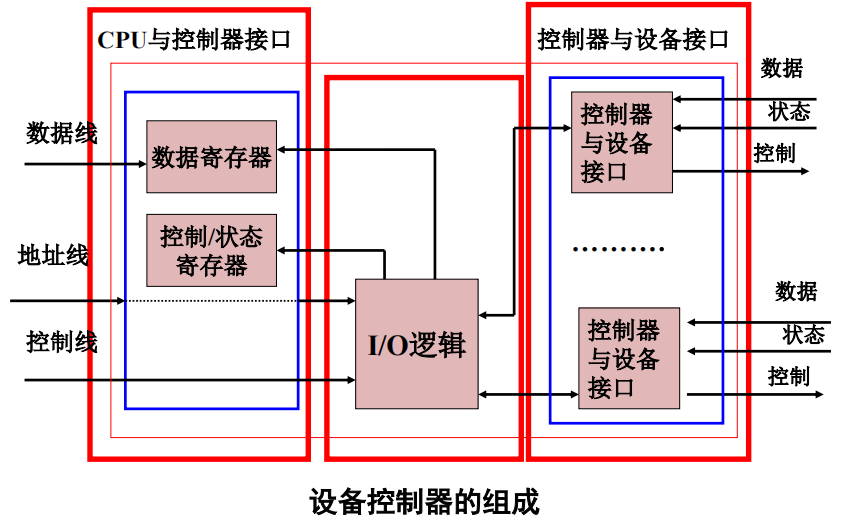 CPU与控制器接口
控制器与设备接口
数据
状态
控制
数据线
数据寄存器
控制器
与设备
接口
地址线
控制/状态
寄存器
……….
控制线
I/O逻辑
控制器
与设备
接口
数据
状态
控制
设备控制器的组成